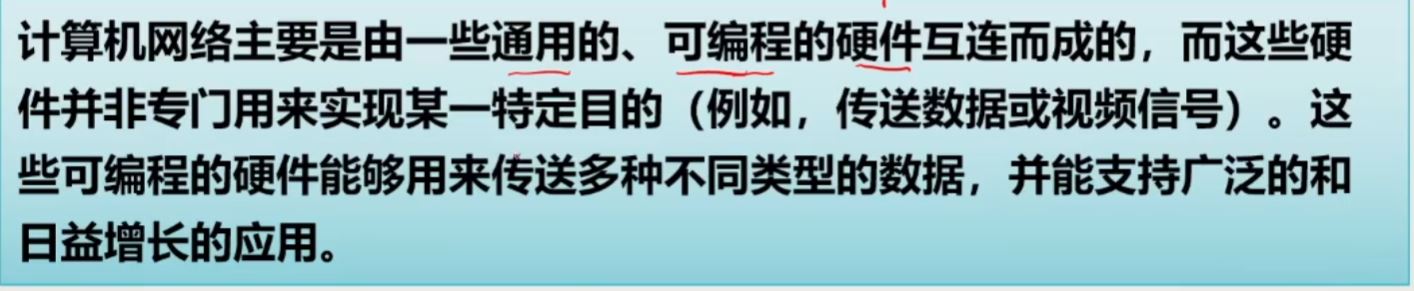 计算机网络主要是由一些通用的、可编程的硬件互连而成的，而这些硬
件并非专门用来实现某一特定目的（例如，传送数据或视频信号）。这
些可编程的硬件能够用来传送多种不同类型的数据，并能支持广泛的和
日益增长的应用。